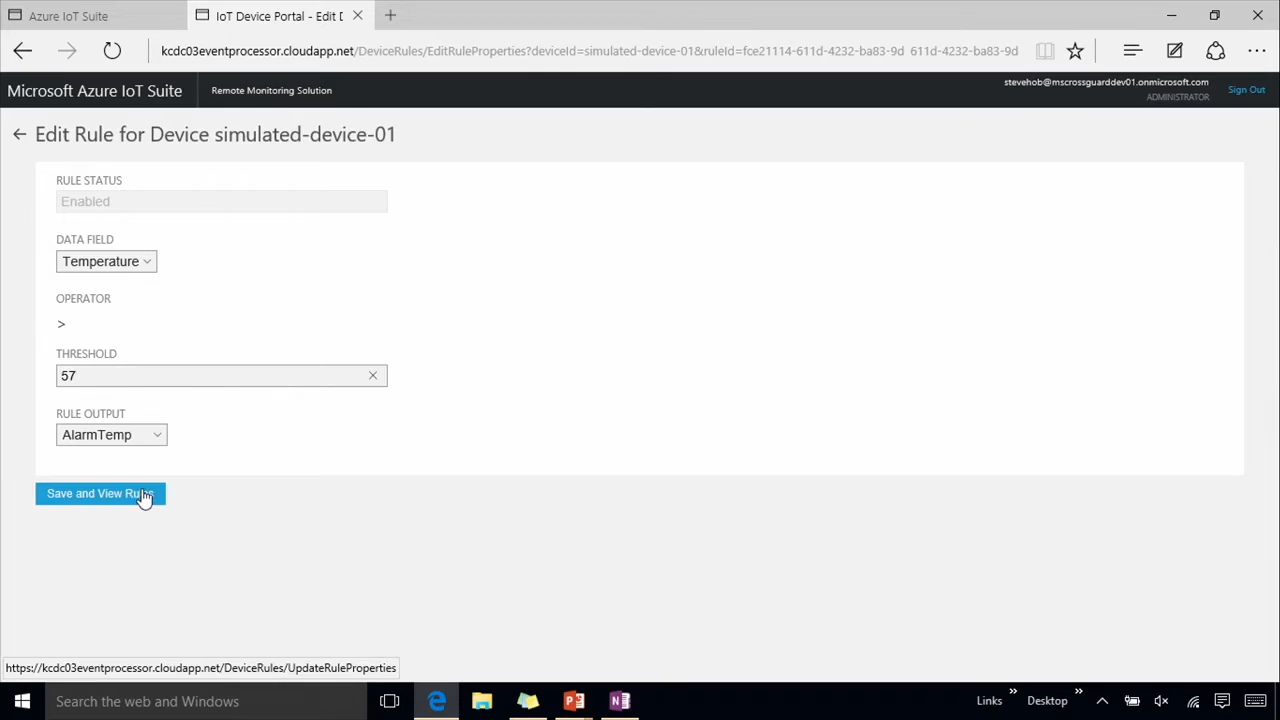 Azure IoT Suite
IoT Device Portal - Edit D
kcdc03eventprocessor.cloudapp.net/DeviceRules/EditRuleProperties?deviceId=simulated-device-01&ruleId=fce21114-611d-4232-ba83-9d 611d-4232-ba83-9d
Microsoft Azure IoT Suite
Remote Monitoring Solution
stevehob@mscrossguarddev01.onmicrosoft.com
ADMINISTRATOR
Sign Out
Edit Rule for Device simulated-device-01
RULE STATUS
Enabled
DATA FIELD
Temperature
OPERATOR
>
THRESHOLD
57
RULE OUTPUT
AlarmTemp
Save and View Rules
https://kcdc03eventprocessor.cloudapp.net/DeviceRules/UpdateRuleProperties
Search the web and Windows
Links
Desktop